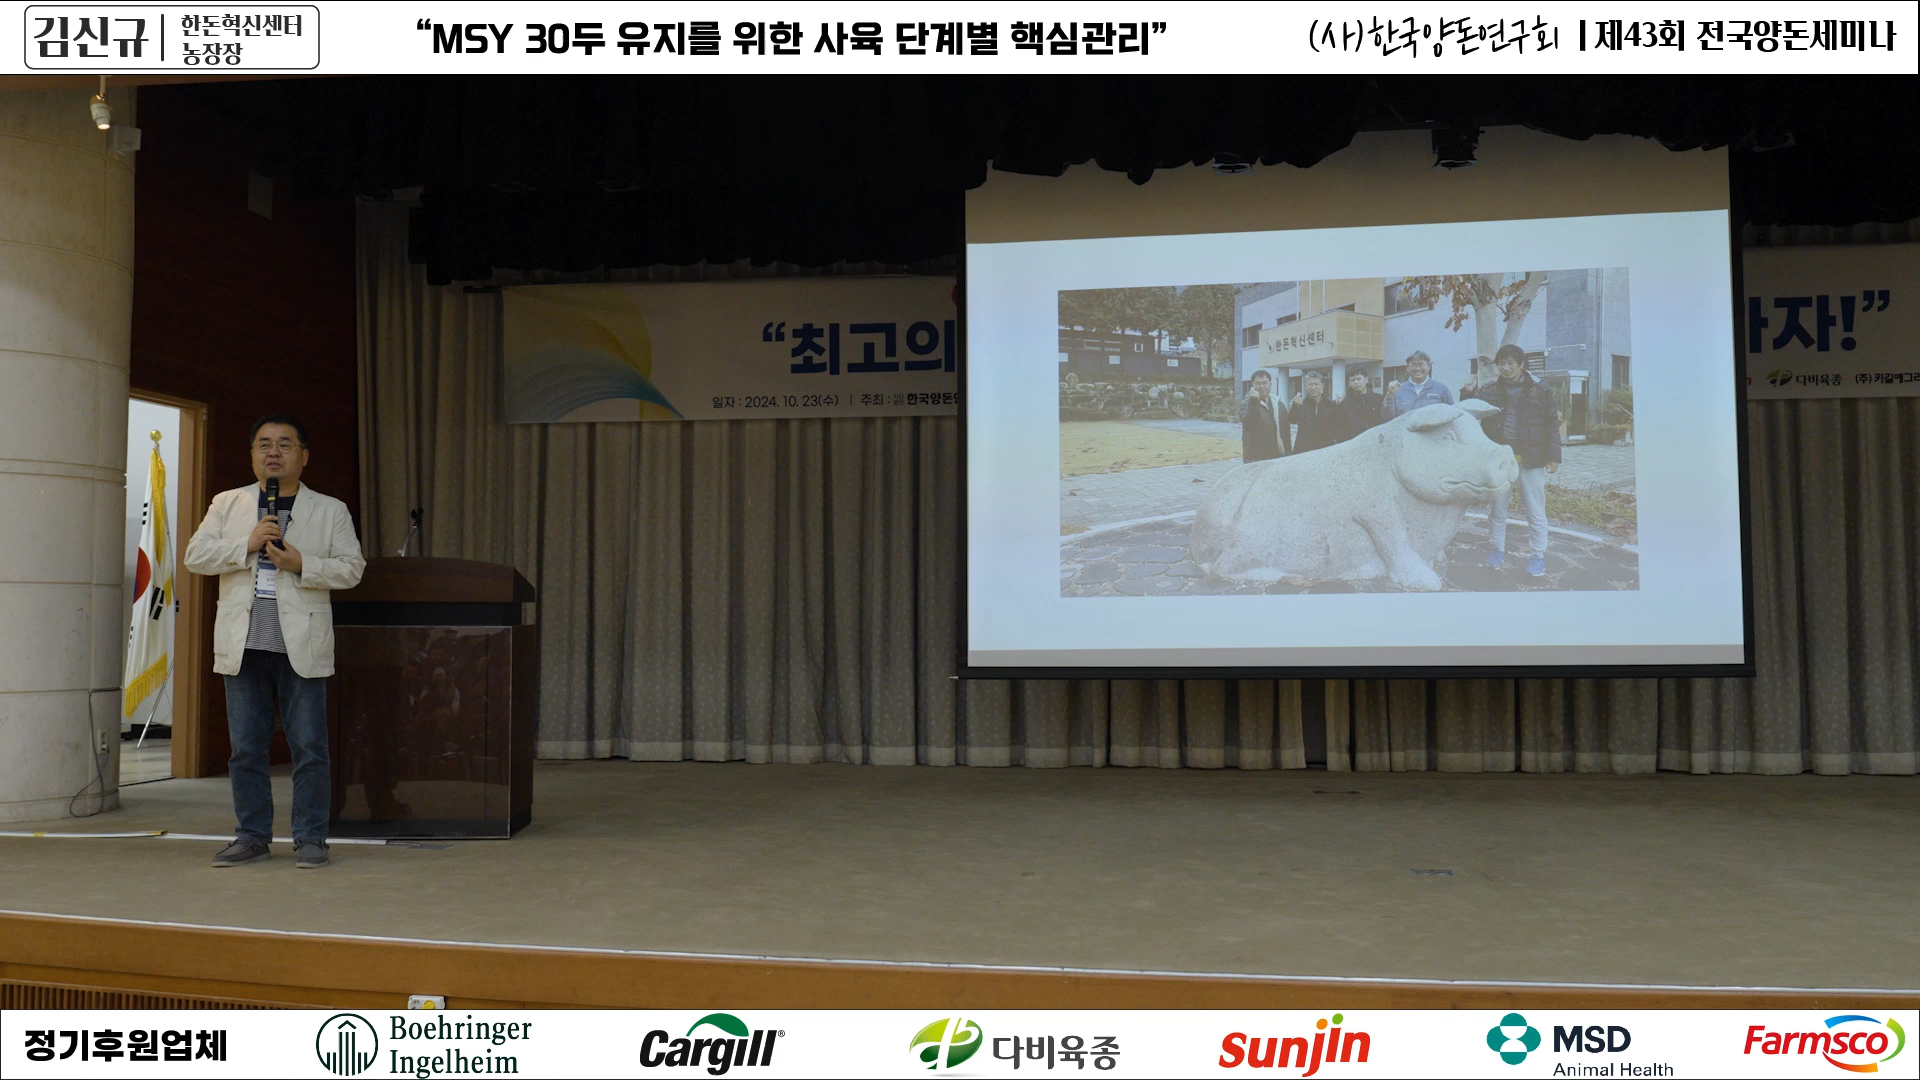 김신규
한돈혁신센터
농장장
“MSY 30두 유지를 위한 사육 단계별 핵심관리”
(사)한국양돈연구회 | 제43회 전국양돈세미나
“최고의
자!”
일자 : 2024. 10. 23(수) | 주최 :
한국양돈연
다비육종
(주)카길애그리
한돈혁신센터
정기후원업체
Boehringer
Ingelheim
Cargill®
다비육종
sunjin
MSD
Animal Health
Farmsco